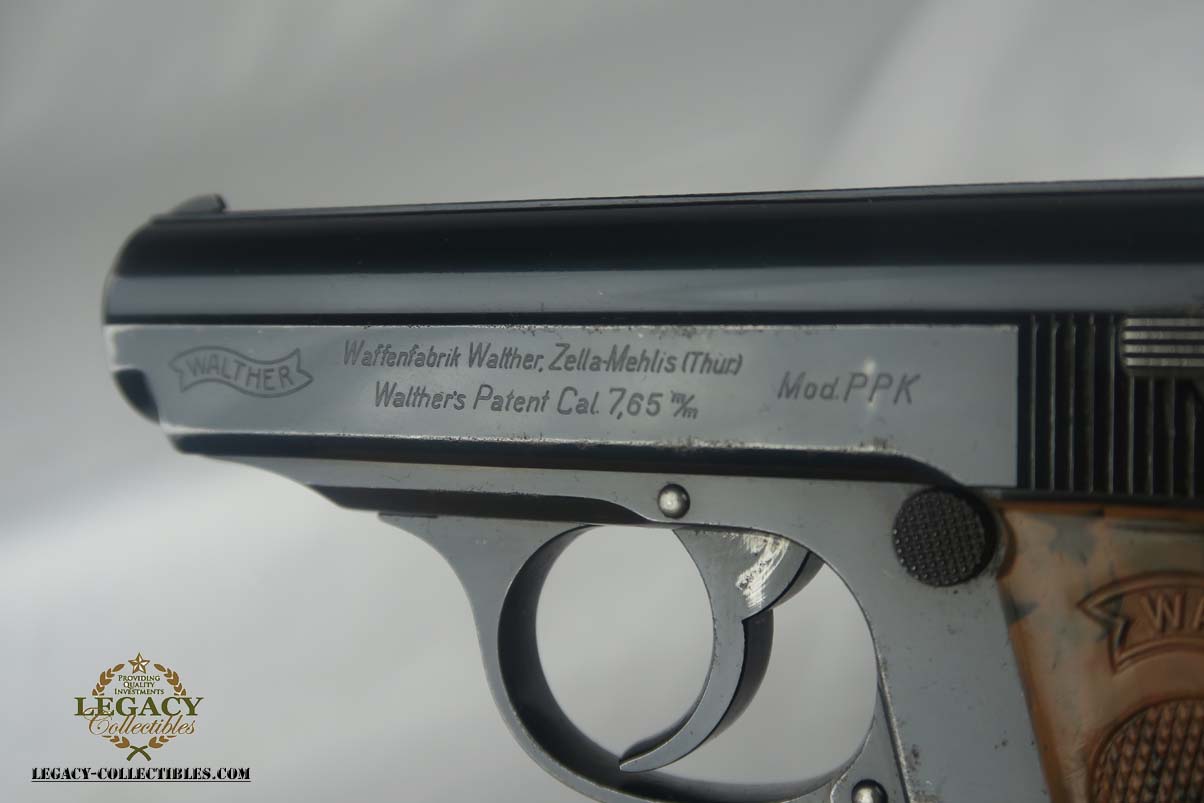 WALTHER
Waffenfabrik Walther, Zella-Mehlis (Thür)
Walther's Patent Cal. 7,65 m/m
Mod. PPK
WA
PROVIDING
QUALITY
INVESTMENTS
LEGACY
Collectibles
LEGACY-COLLECTIBLES.COM